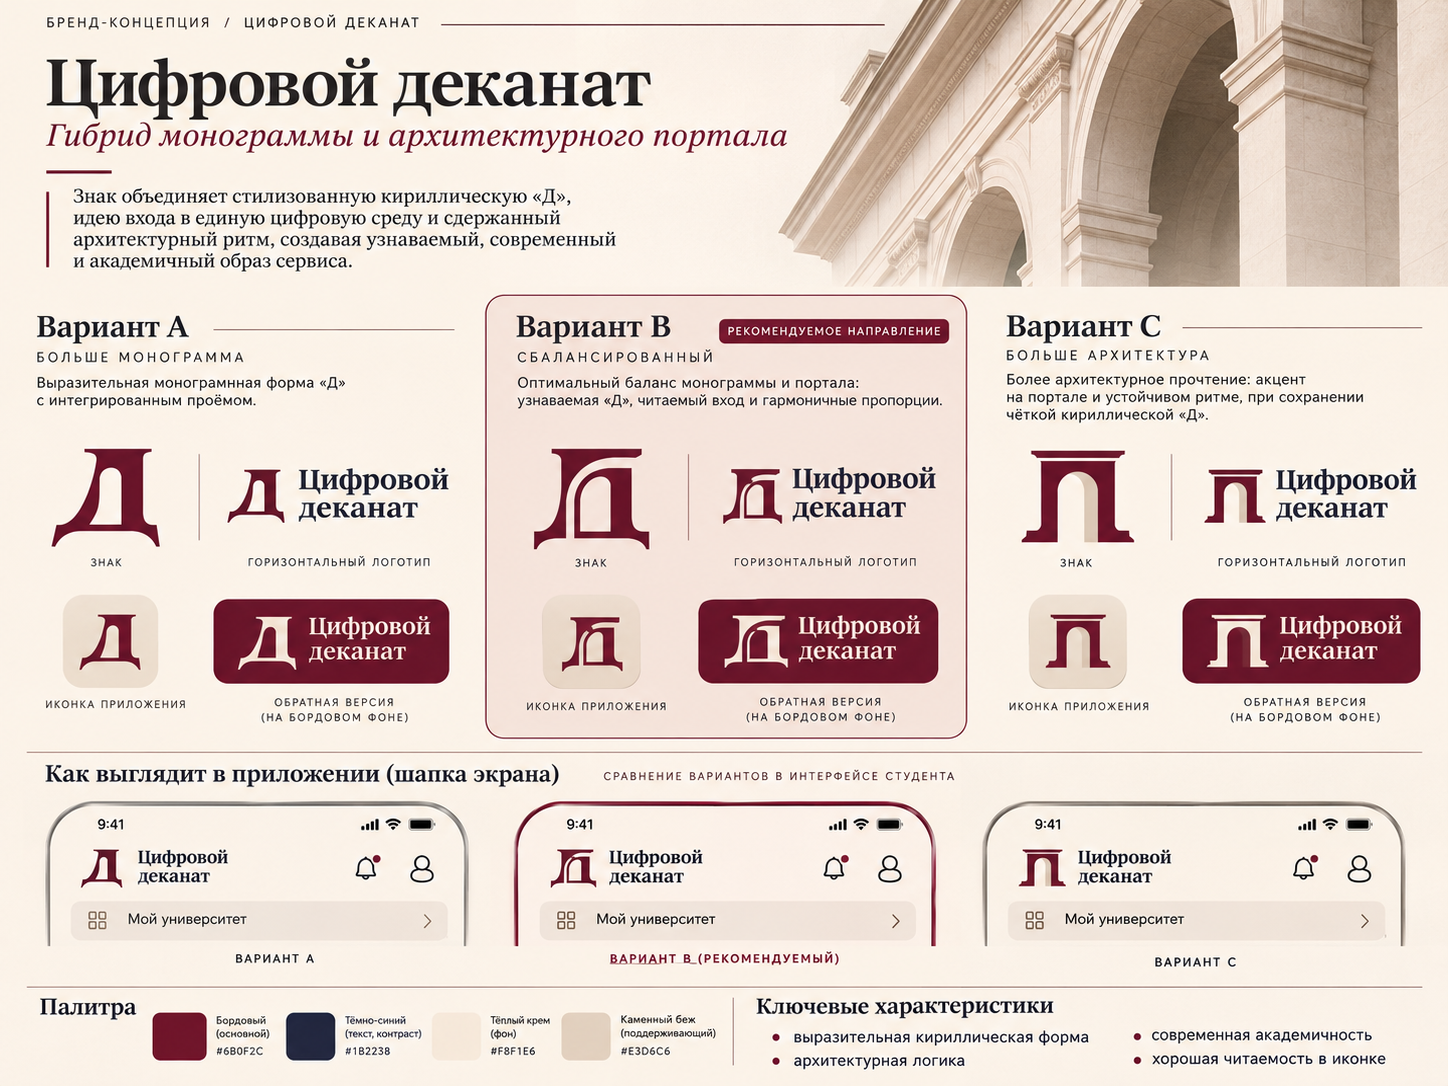 БРЕНД-КОНЦЕПЦИЯ / ЦИФРОВОЙ ДЕКАНАТ
Цифровой деканат
Гибрид монограммы и архитектурного портала
Знак объединяет стилизованную кириллическую «Д»,
идею входа в единую цифровую среду и сдержанный
архитектурный ритм, создавая узнаваемый, современный
и академичный образ сервиса.
Вариант A
БОЛЬШЕ МОНОГРАММА
Выразительная монограмнная форма «Д»
с интегрированным проёмом.
Д
Д
Цифровой
деканат
ЗНАК
ГОРИЗОНТАЛЬНЫЙ ЛОГОТИП
Д
Д
Цифровой
деканат
ИКОНКА ПРИЛОЖЕНИЯ
ОБРАТНАЯ ВЕРСИЯ
(НА БОРДОВОМ ФОНЕ)
Вариант B
РЕКОМЕНДУЕМОЕ НАПРАВЛЕНИЕ
СБАЛАНСИРОВАННЫЙ
Оптимальный баланс монограммы и портала:
узнаваемая «Д», читаемый вход и гармоничные пропорции.
Цифровой
деканат
ЗНАК
ГОРИЗОНТАЛЬНЫЙ ЛОГОТИП
Цифровой
деканат
ИКОНКА ПРИЛОЖЕНИЯ
ОБРАТНАЯ ВЕРСИЯ
(НА БОРДОВОМ ФОНЕ)
Вариант C
БОЛЬШЕ АРХИТЕКТУРА
Более архитектурное прочтение: акцент
на портале и устойчивом ритме, при сохранении
чёткой кириллической «Д».
Цифровой
деканат
ЗНАК
ГОРИЗОНТАЛЬНЫЙ ЛОГОТИП
Цифровой
деканат
ИКОНКА ПРИЛОЖЕНИЯ
ОБРАТНАЯ ВЕРСИЯ
(НА БОРДОВОМ ФОНЕ)
Как выглядит в приложении (шапка экрана)
СРАВНЕНИЕ ВАРИАНТОВ В ИНТЕРФЕЙСЕ СТУДЕНТА
9:41
Д
Цифровой
деканат
Мой университет
ВАРИАНТ A
9:41
Цифровой
деканат
Мой университет
ВАРИАНТ B (РЕКОМЕНДУЕМЫЙ)
9:41
Цифровой
деканат
Мой университет
ВАРИАНТ C
Палитра
Бордовый
(основной)
#6B0F2C
Тёмно-синий
(текст, контраст)
#1B2238
Тёплый крем
(фон)
#F8F1E6
Каменный беж
(поддерживающий)
#E3D6C6
Ключевые характеристики
выразительная кириллическая форма
архитектурная логика
современная академичность
хорошая читаемость в иконке